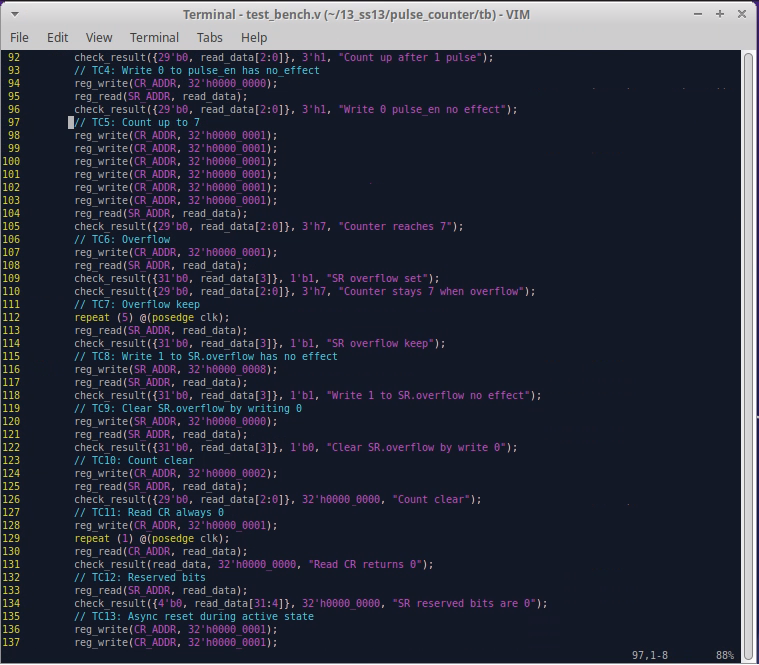 Terminal - test_bench.v (~/13_ss13/pulse_counter/tb) - VIM
File Edit View Terminal Tabs Help
92 check_result({29'b0, read_data[2:0]}, 3'h1, "Count up after 1 pulse");
93 // TC4: Write 0 to pulse_en has no_effect
94 reg_write(CR_ADDR, 32'h0000_0000);
95 reg_read(SR_ADDR, read_data);
96 check_result({29'b0, read_data[2:0]}, 3'h1, "Write 0 pulse_en no effect");
97 // TC5: Count up to 7
98 reg_write(CR_ADDR, 32'h0000_0001);
99 reg_write(CR_ADDR, 32'h0000_0001);
100 reg_write(CR_ADDR, 32'h0000_0001);
101 reg_write(CR_ADDR, 32'h0000_0001);
102 reg_write(CR_ADDR, 32'h0000_0001);
103 reg_write(CR_ADDR, 32'h0000_0001);
104 reg_read(SR_ADDR, read_data);
105 check_result({29'b0, read_data[2:0]}, 3'h7, "Counter reaches 7");
106 // TC6: Overflow
107 reg_write(CR_ADDR, 32'h0000_0001);
108 reg_read(SR_ADDR, read_data);
109 check_result({31'b0, read_data[3]}, 1'b1, "SR overflow set");
110 check_result({29'b0, read_data[2:0]}, 3'h7, "Counter stays 7 when overflow");
111 // TC7: Overflow keep
112 repeat (5) @(posedge clk);
113 reg_read(SR_ADDR, read_data);
114 check_result({31'b0, read_data[3]}, 1'b1, "SR overflow keep");
115 // TC8: Write 1 to SR.overflow has no effect
116 reg_write(SR_ADDR, 32'h0000_0008);
117 reg_read(SR_ADDR, read_data);
118 check_result({31'b0, read_data[3]}, 1'b1, "Write 1 to SR.overflow no effect");
119 // TC9: Clear SR.overflow by writing 0
120 reg_write(SR_ADDR, 32'h0000_0000);
121 reg_read(SR_ADDR, read_data);
122 check_result({31'b0, read_data[3]}, 1'b0, "Clear SR.overflow by write 0");
123 // TC10: Count clear
124 reg_write(CR_ADDR, 32'h0000_0002);
125 reg_read(SR_ADDR, read_data);
126 check_result({29'b0, read_data[2:0]}, 32'h0000_0000, "Count clear");
127 // TC11: Read CR always 0
128 reg_write(CR_ADDR, 32'h0000_0001);
129 repeat (1) @(posedge clk);
130 reg_read(CR_ADDR, read_data);
131 check_result(read_data, 32'h0000_0000, "Read CR returns 0");
132 // TC12: Reserved bits
133 reg_read(SR_ADDR, read_data);
134 check_result({4'b0, read_data[31:4]}, 32'h0000_0000, "SR reserved bits are 0");
135 // TC13: Async reset during active state
136 reg_write(CR_ADDR, 32'h0000_0001);
137 reg_write(CR_ADDR, 32'h0000_0001);
97,1-8 88%